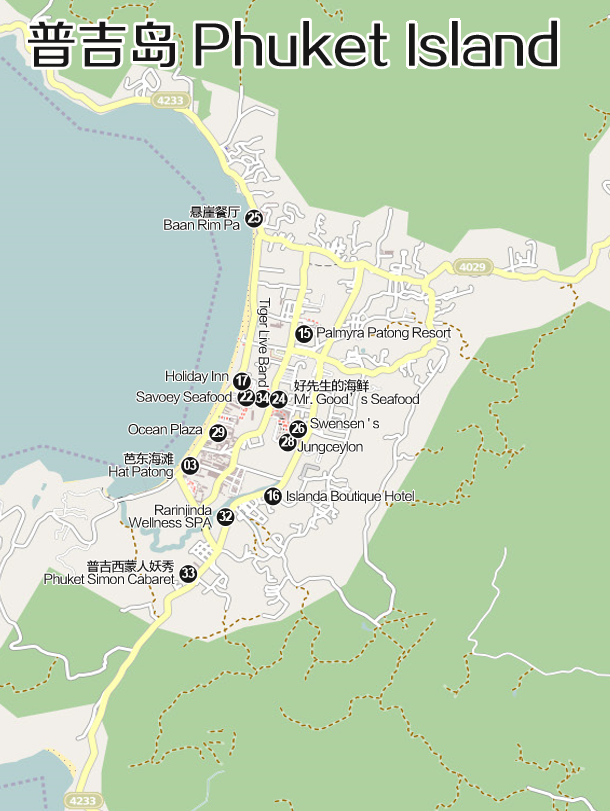 普吉岛 Phuket Island
4233
悬崖餐厅
Baan Rim Pa
25
4029
Tiger Live Band
15 Palmyra Patong Resort
Holiday Inn 17
Savoey Seafood 22
34
24
好先生的海鲜
Mr. Good's Seafood
Swensen's
26
Ocean Plaza 29
28 Jungceylon
芭东海滩
Hat Patong
03
16 Islanda Boutique Hotel
Rarinjinda
Wellness SPA
32
普吉西蒙人妖秀
Phuket Simon Cabaret
33
4233